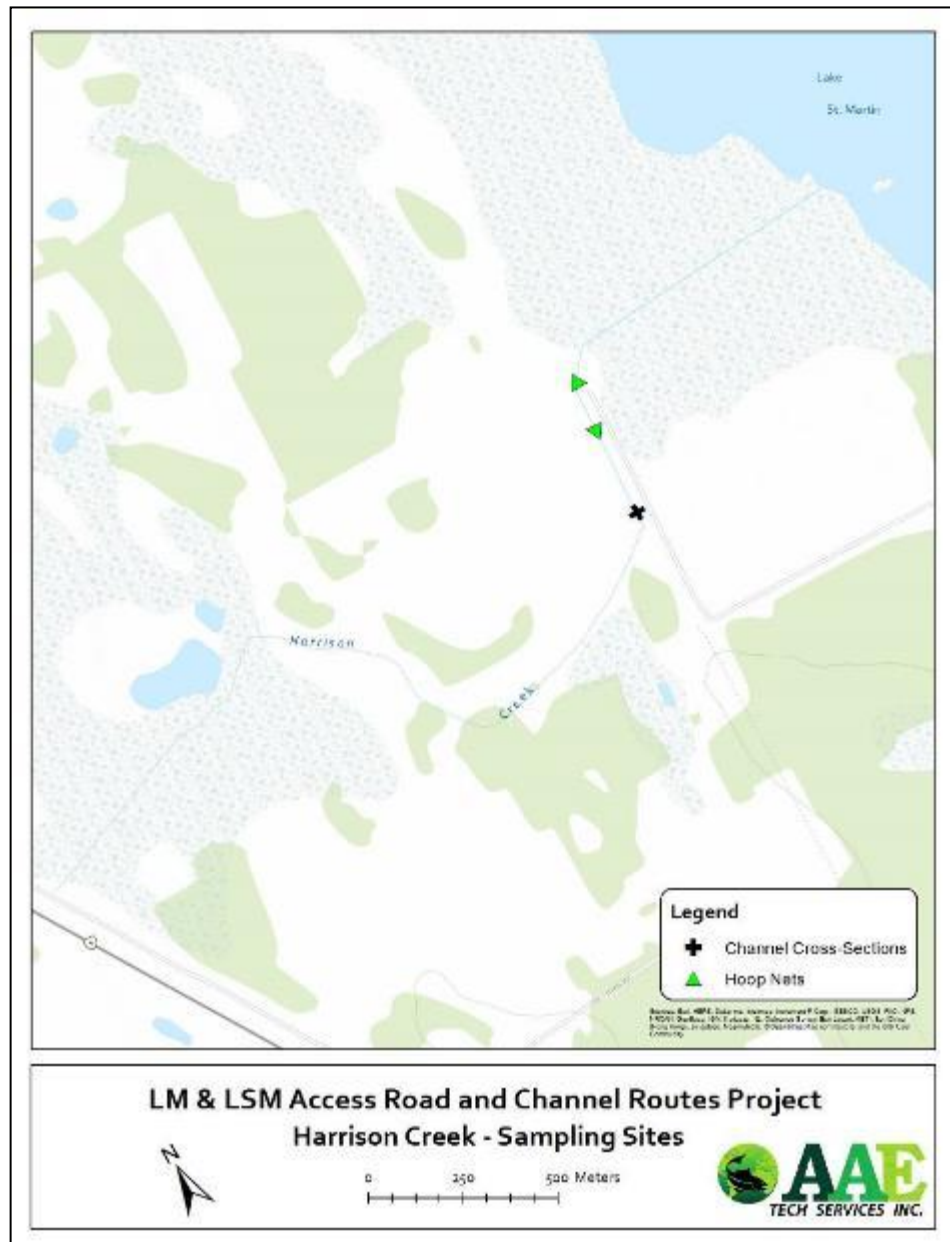 Lake
St. Martin
Harrison
Creek
Legend
Channel Cross-Sections
Hoop Nets
LM & LSM Access Road and Channel Routes Project
Harrison Creek - Sampling Sites
N
0 250 500 Meters
AAE
TECH SERVICES INC.